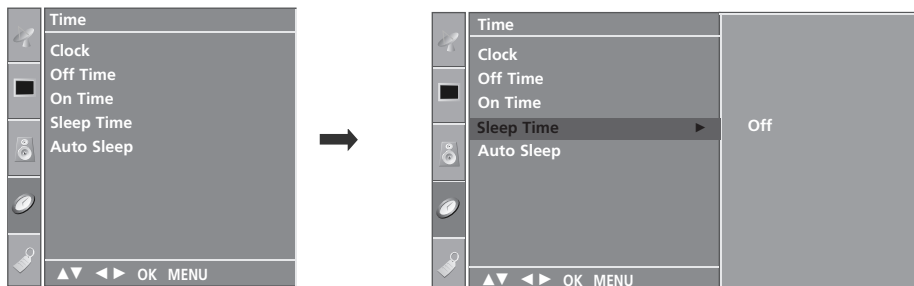 Time
Clock
Off Time
On Time
Sleep Time
Auto Sleep
▲▼ ◄► OK MENU
Time
Clock
Off Time
On Time
Sleep Time ►
Off
Auto Sleep
▲▼ ◄► OK MENU